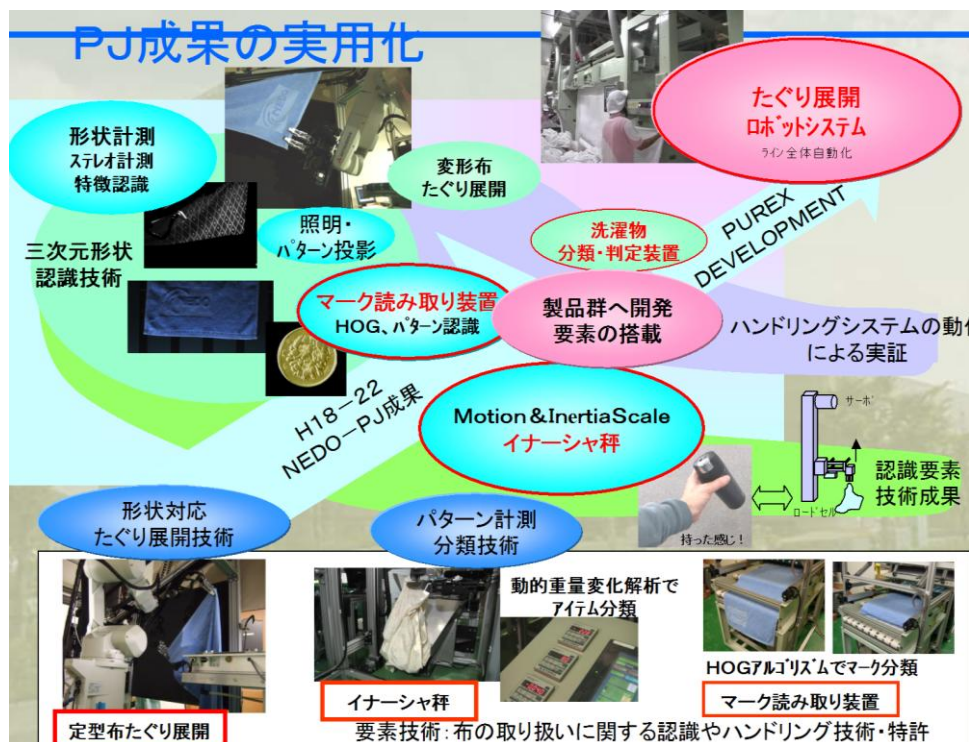 PJ成果の実用化
形状計測
ステレオ計測
特徴認識
たぐり展開
ロボットシステム
ライン全体自動化
変形布
たぐり展開
照明・
パターン投影
洗濯物
分類・判定装置
PUREX
DEVELOPMENT
三次元形状
認識技術
マーク読み取り装置
HOG、パターン認識
製品群へ開発
要素の搭載
ハンドリングシステムの動作
による実証
H18-22
NEDO-PJ成果
Motion&InertiaScale
イナーシャ秤
サーボ
認識要素
技術成果
ロードセル
持った感じ!
形状対応
たぐり展開技術
パターン計測
分類技術
動的重量変化解析で
アイテム分類
HOGアルゴリズムでマーク分類
定型布たぐり展開
イナーシャ秤
マーク読み取り装置
要素技術:布の取り扱いに関する認識やハンドリング技術・特許